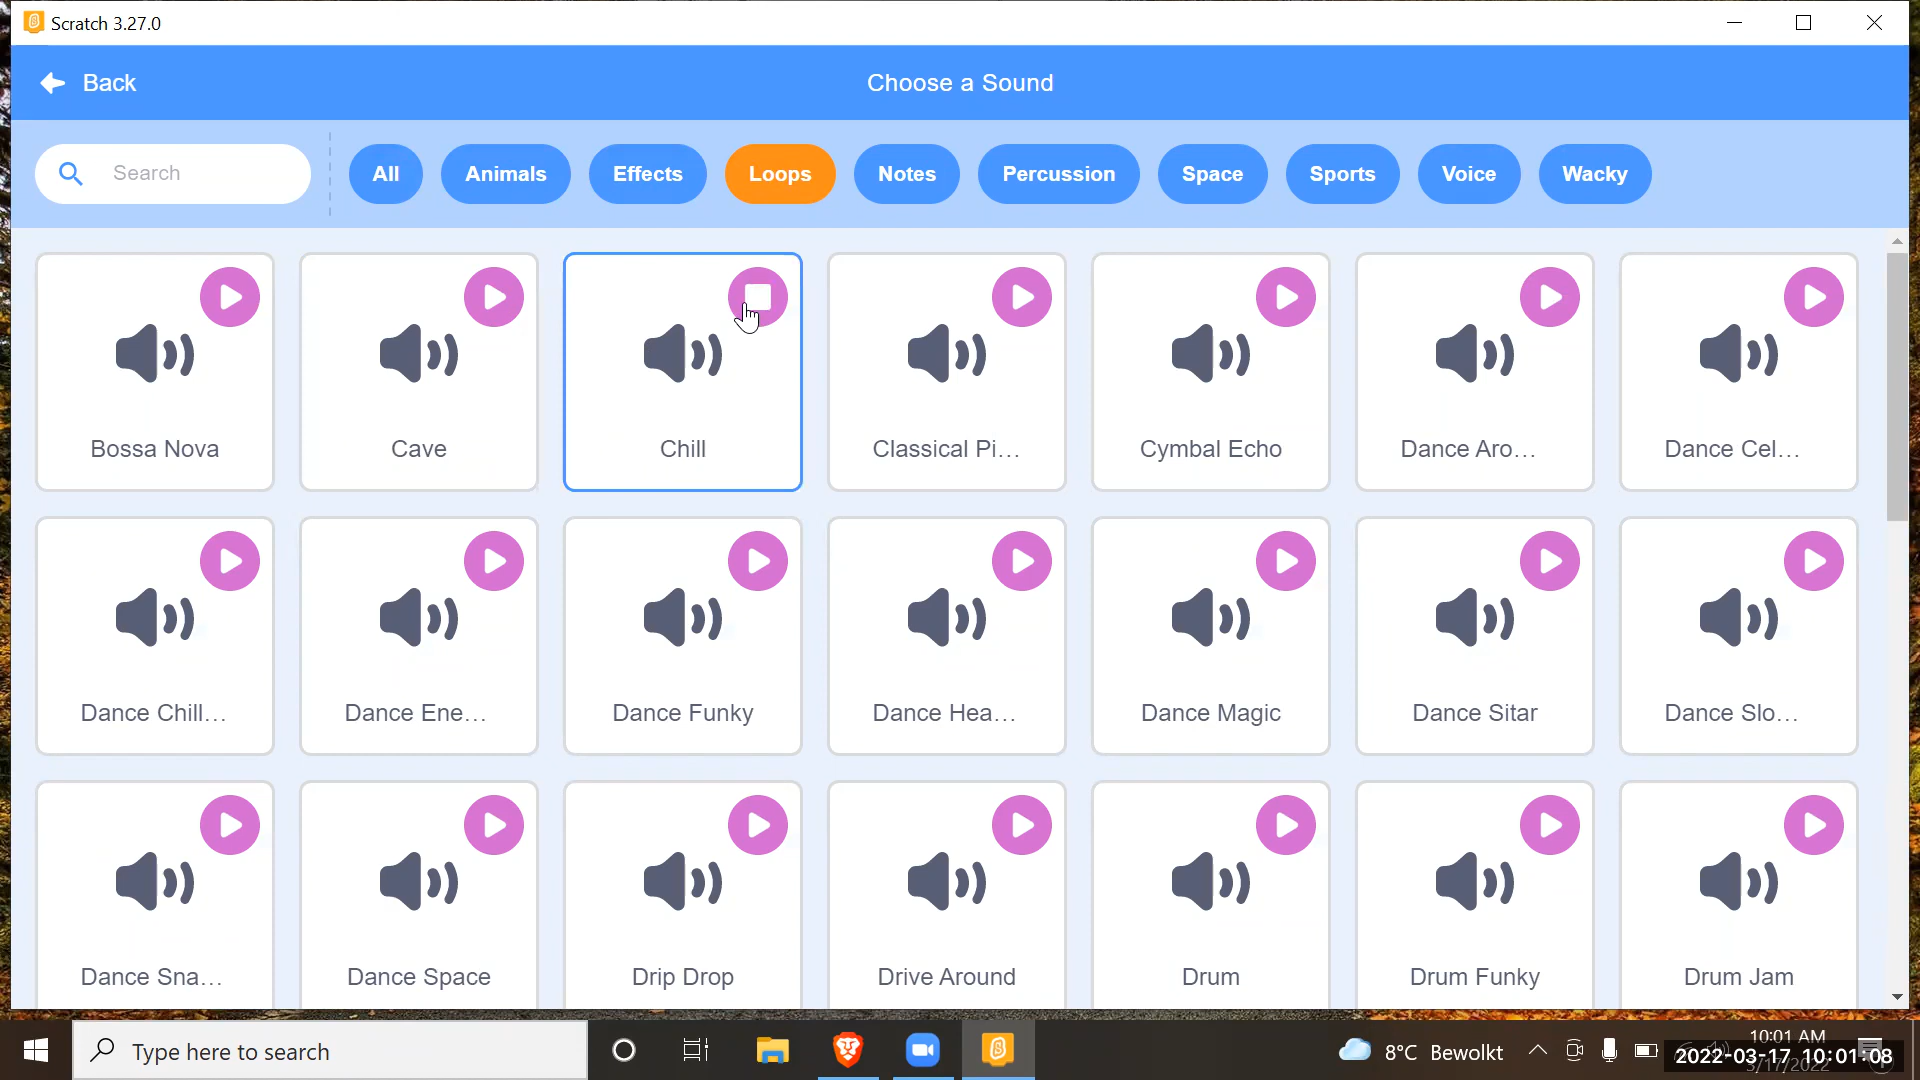 Scratch 3.27.0
Back
Choose a Sound
Search
All
Animals
Effects
Loops
Notes
Percussion
Space
Sports
Voice
Wacky
Bossa Nova
Cave
Chill
Classical Pi...
Cymbal Echo
Dance Aro...
Dance Cel...
Dance Chill...
Dance Ene...
Dance Funky
Dance Hea...
Dance Magic
Dance Sitar
Dance Slo...
Dance Sna...
Dance Space
Drip Drop
Drive Around
Drum
Drum Funky
Drum Jam
Type here to search
8°C Bewolkt
10:01 AM
2022-03-17 10:01:08
3/17/2022